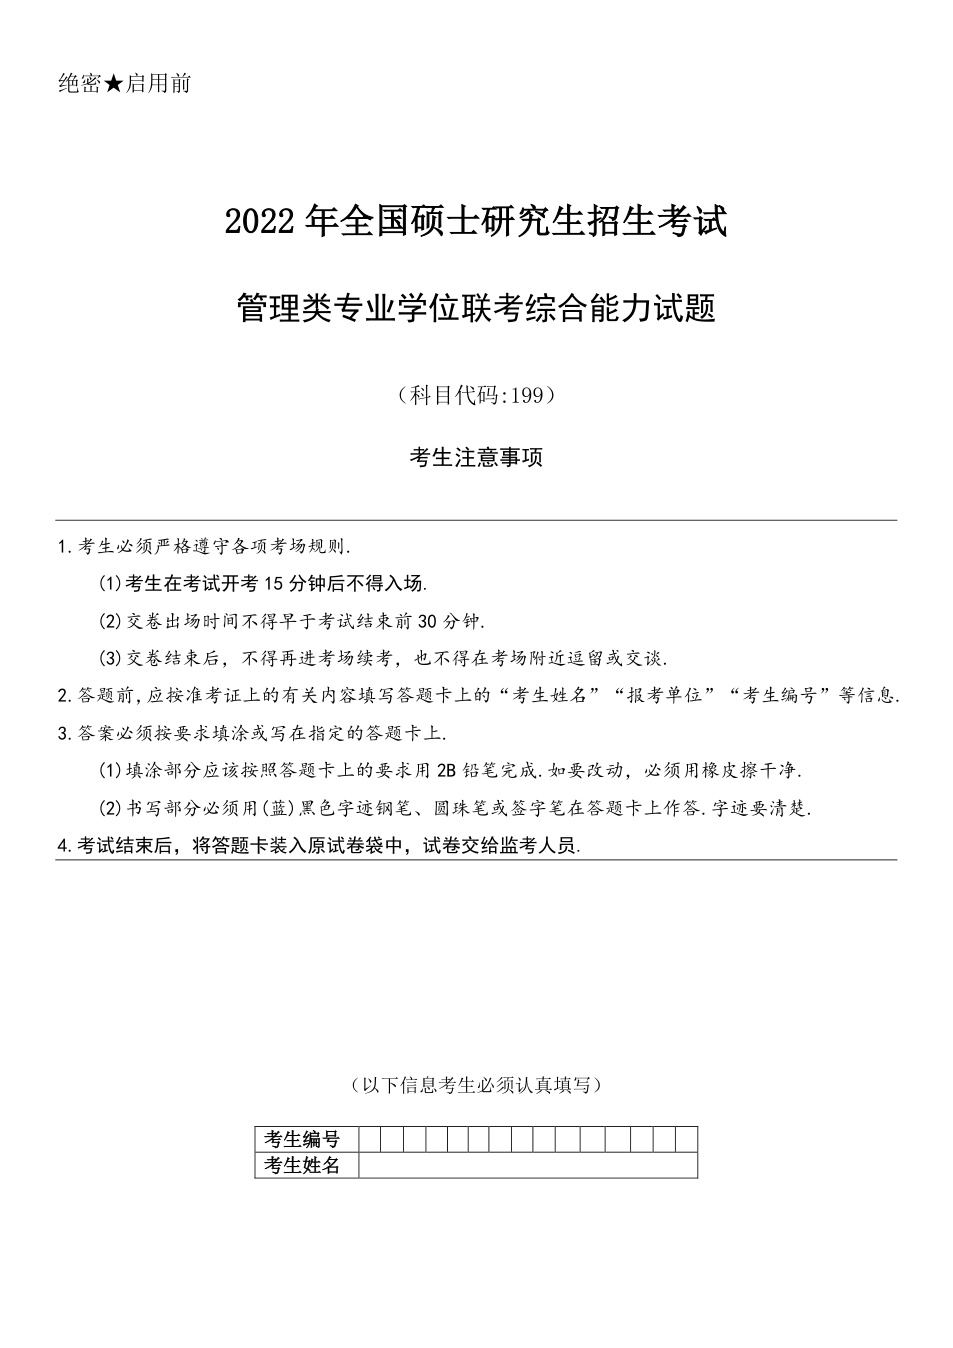 绝密★启用前
2022 年全国硕士研究生招生考试
管理类专业学位联考综合能力试题
（科目代码:199）
考生注意事项
1.考生必须严格遵守各项考场规则.
(1)考生在考试开考 15 分钟后不得入场.
(2)交卷出场时间不得早于考试结束前 30 分钟.
(3)交卷结束后，不得再进考场续考，也不得在考场附近逗留或交谈.
2.答题前,应按准考证上的有关内容填写答题卡上的“考生姓名”“报考单位”“考生编号”等信息.
3.答案必须按要求填涂或写在指定的答题卡上.
(1)填涂部分应该按照答题卡上的要求用 2B 铅笔完成.如要改动，必须用橡皮擦干净.
(2)书写部分必须用(蓝)黑色字迹钢笔、圆珠笔或签字笔在答题卡上作答.字迹要清楚.
4.考试结束后，将答题卡装入原试卷袋中，试卷交给监考人员.
（以下信息考生必须认真填写）
考生编号
考生姓名